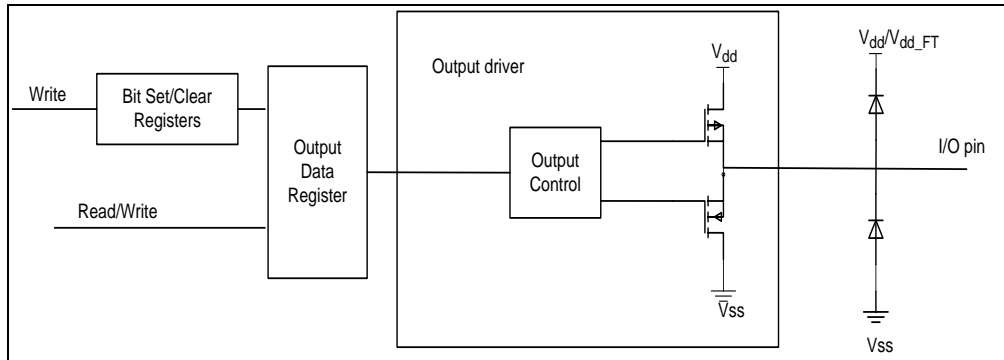 Write
Bit Set/Clear
Registers
Read/Write
Output
Data
Register
Output driver
Output
Control
Vdd
Vss
Vdd/Vdd_FT
I/O pin
Vss